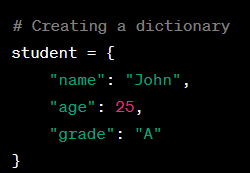 # Creating a dictionary
student = {
    "name": "John",
    "age": 25,
    "grade": "A"
}